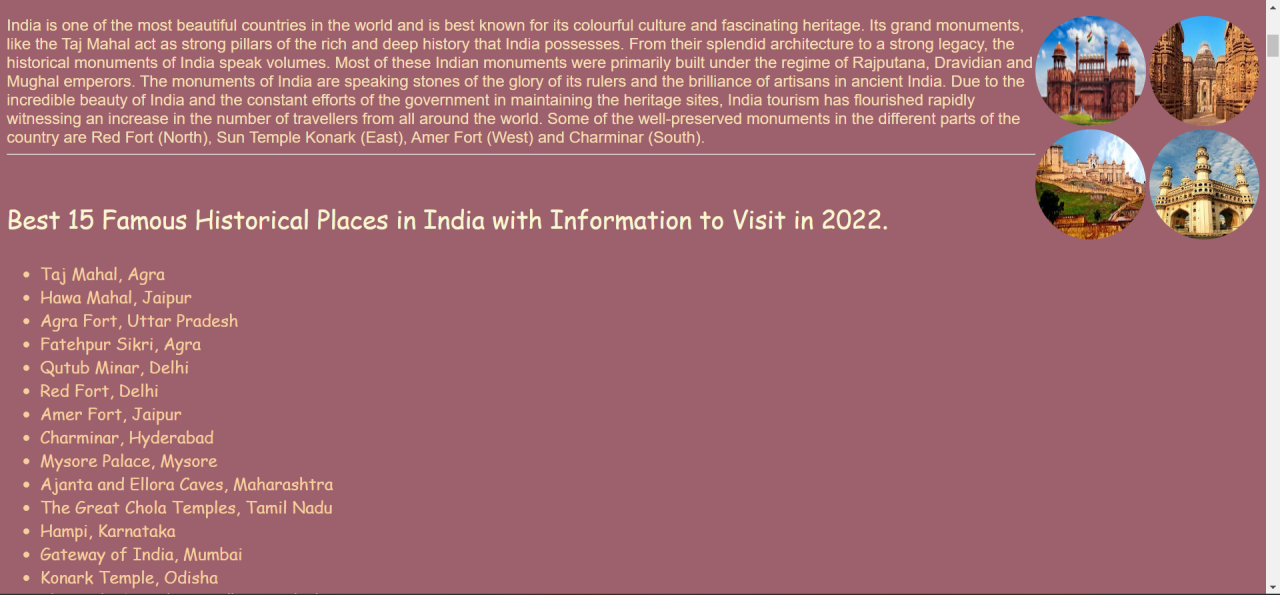 India is one of the most beautiful countries in the world and is best known for its colourful culture and fascinating heritage. Its grand monuments,
like the Taj Mahal act as strong pillars of the rich and deep history that India possesses. From their splendid architecture to a strong legacy, the
historical monuments of India speak volumes. Most of these Indian monuments were primarily built under the regime of Rajputana, Dravidian and
Mughal emperors. The monuments of India are speaking stones of the glory of its rulers and the brilliance of artisans in ancient India. Due to the
incredible beauty of India and the constant efforts of the government in maintaining the heritage sites, India tourism has flourished rapidly
witnessing an increase in the number of travellers from all around the world. Some of the well-preserved monuments in the different parts of the
country are Red Fort (North), Sun Temple Konark (East), Amer Fort (West) and Charminar (South).
Best 15 Famous Historical Places in India with Information to Visit in 2022.
• Taj Mahal, Agra
• Hawa Mahal, Jaipur
• Agra Fort, Uttar Pradesh
• Fatehpur Sikri, Agra
• Qutub Minar, Delhi
• Red Fort, Delhi
• Amer Fort, Jaipur
• Charminar, Hyderabad
• Mysore Palace, Mysore
• Ajanta and Ellora Caves, Maharashtra
• The Great Chola Temples, Tamil Nadu
• Hampi, Karnataka
• Gateway of India, Mumbai
• Konark Temple, Odisha